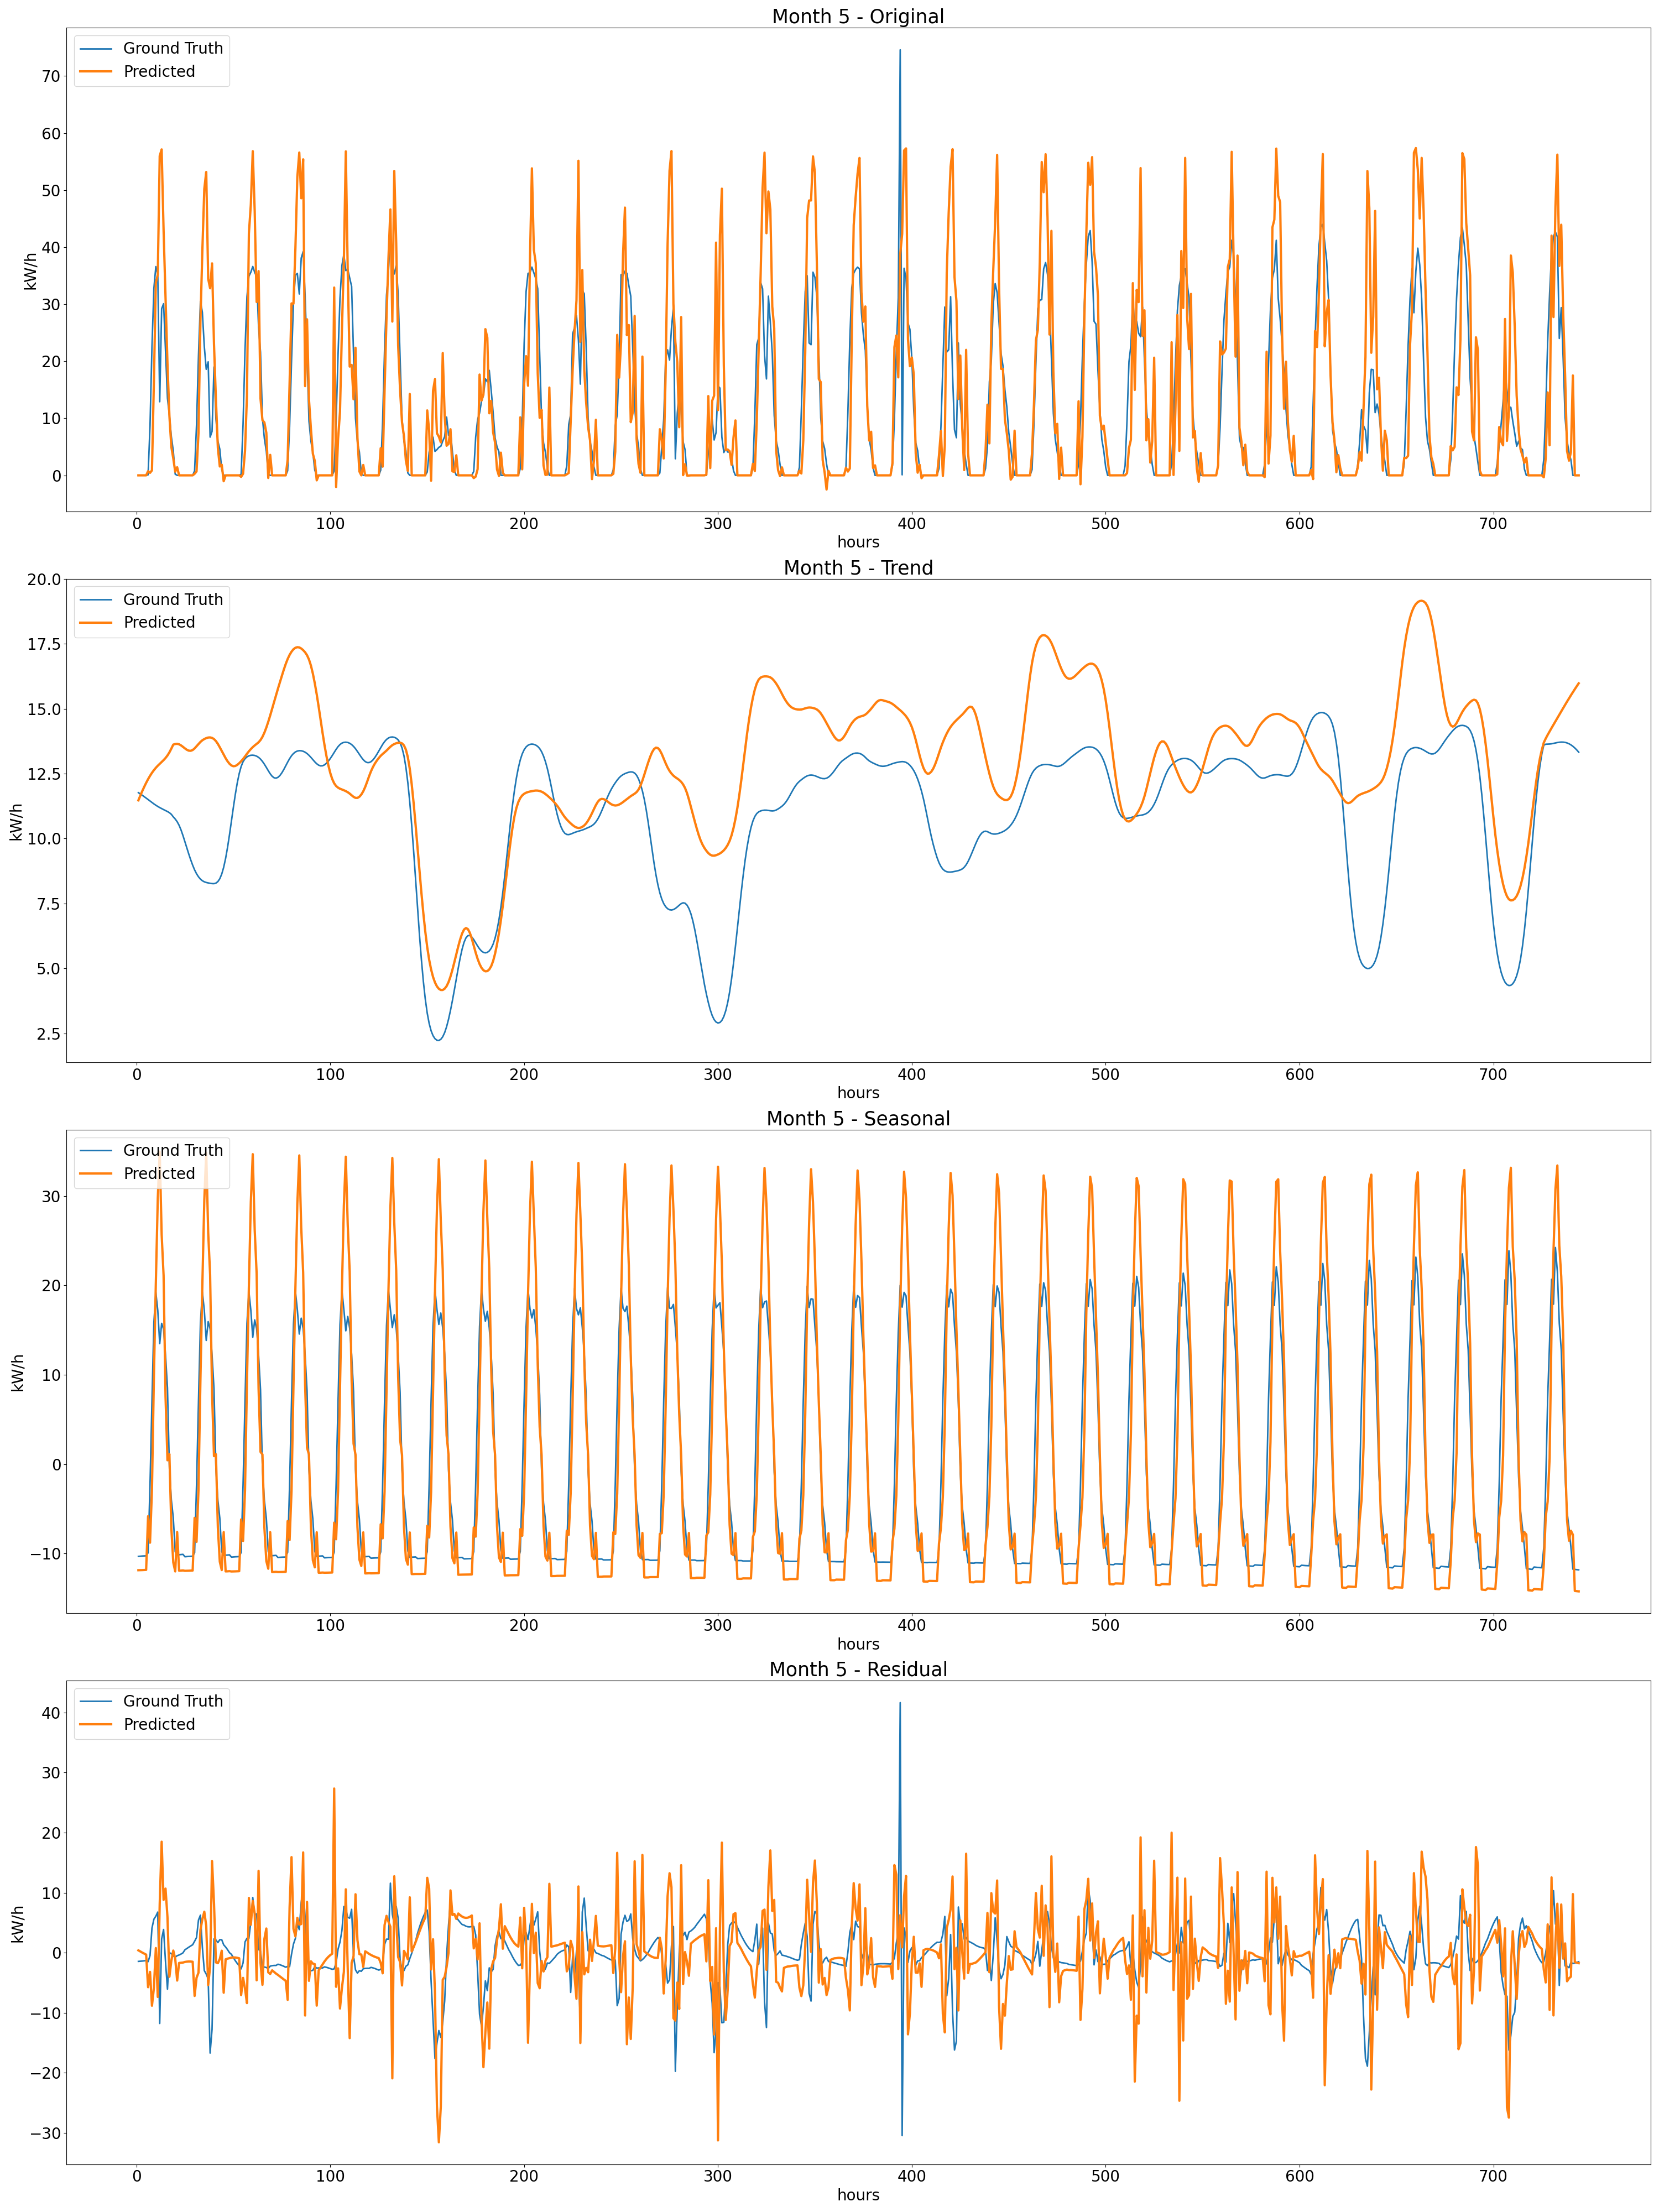 Month 5 - Original
Ground Truth
Predicted
kW/h
70
60
50
40
30
20
10
0
0 100 200 300 400 500 600 700
hours
Month 5 - Trend
Ground Truth
Predicted
kW/h
20.0
17.5
15.0
12.5
10.0
7.5
5.0
2.5
0 100 200 300 400 500 600 700
hours
Month 5 - Seasonal
Ground Truth
Predicted
kW/h
30
20
10
0
−10
0 100 200 300 400 500 600 700
hours
Month 5 - Residual
Ground Truth
Predicted
kW/h
40
30
20
10
0
−10
−20
−30
0 100 200 300 400 500 600 700
hours